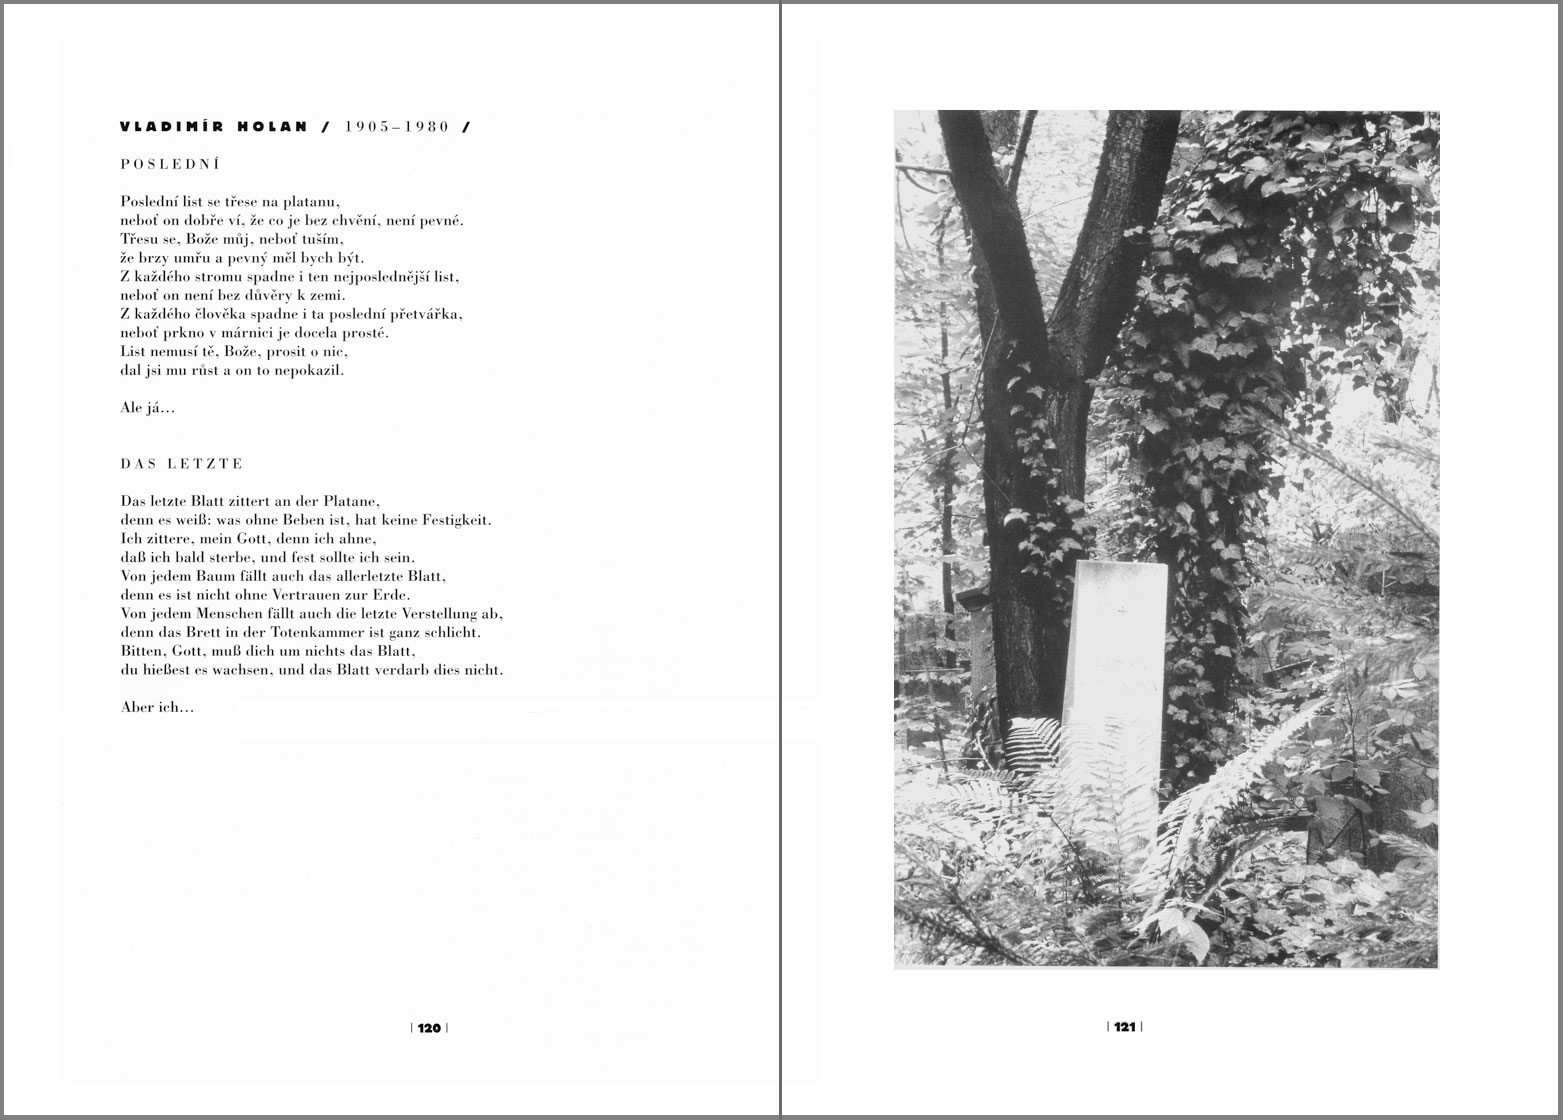 VLADIMÍR HOLAN / 1905–1980 /
POSLEDNÍ
Poslední list se třese na platanu,
neboť on dobře ví, že co je bez chvění, není pevné.
Třesu se, Bože můj, neboť tuším,
že brzy umřu a pevný měl bych být.
Z každého stromu spadne i ten nejposlednější list,
neboť on není bez důvěry k zemi.
Z každého člověka spadne i ta poslední přetvářka,
neboť prkno v márnici je docela prosté.
List nemusí tě, Bože, prosit o nic,
dal jsi mu růst a on to nepokazil.
Ale já…
DAS LETZTE
Das letzte Blatt zittert an der Platane,
denn es weiß: was ohne Beben ist, hat keine Festigkeit.
Ich zittere, mein Gott, denn ich ahne,
daß ich bald sterbe, und fest sollte ich sein.
Von jedem Baum fällt auch das allerletzte Blatt,
denn es ist nicht ohne Vertrauen zur Erde.
Von jedem Menschen fällt auch die letzte Verstellung ab,
denn das Brett in der Totenkammer ist ganz schlicht.
Bitten, Gott, muß dich um nichts das Blatt,
du hießest es wachsen, und das Blatt verdarb dies nicht.
Aber ich…
| 120 |
| 121 |